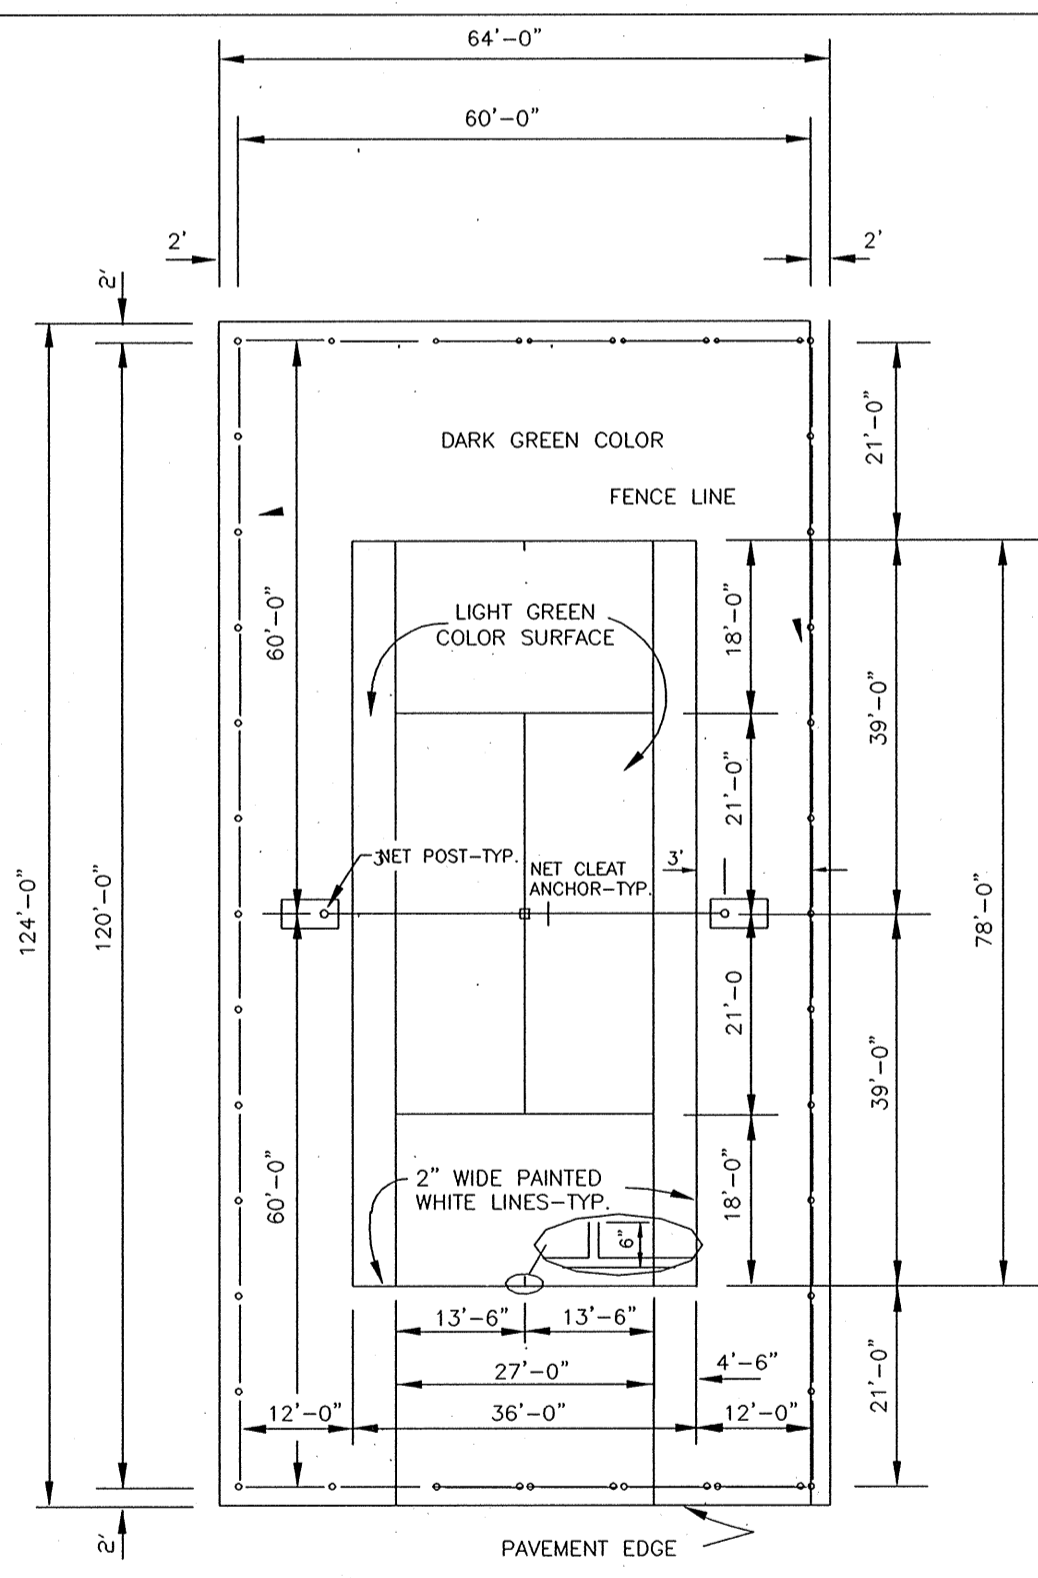 64'-0"
60'-0"
2'
2'
2'
DARK GREEN COLOR
21'-0"
FENCE LINE
LIGHT GREEN
COLOR SURFACE
60'-0"
18'-0"
39'-0"
21'-0"
3'
NET POST-TYP.
NET CLEAT
ANCHOR-TYP.
3'
124'-0"
120'-0"
78'-0"
21'-0
39'-0"
60'-0"
2" WIDE PAINTED
WHITE LINES-TYP.
18'-0"
6"
13'-6"
13'-6"
4'-6"
27'-0"
21'-0"
12'-0"
36'-0"
12'-0"
2'
PAVEMENT EDGE